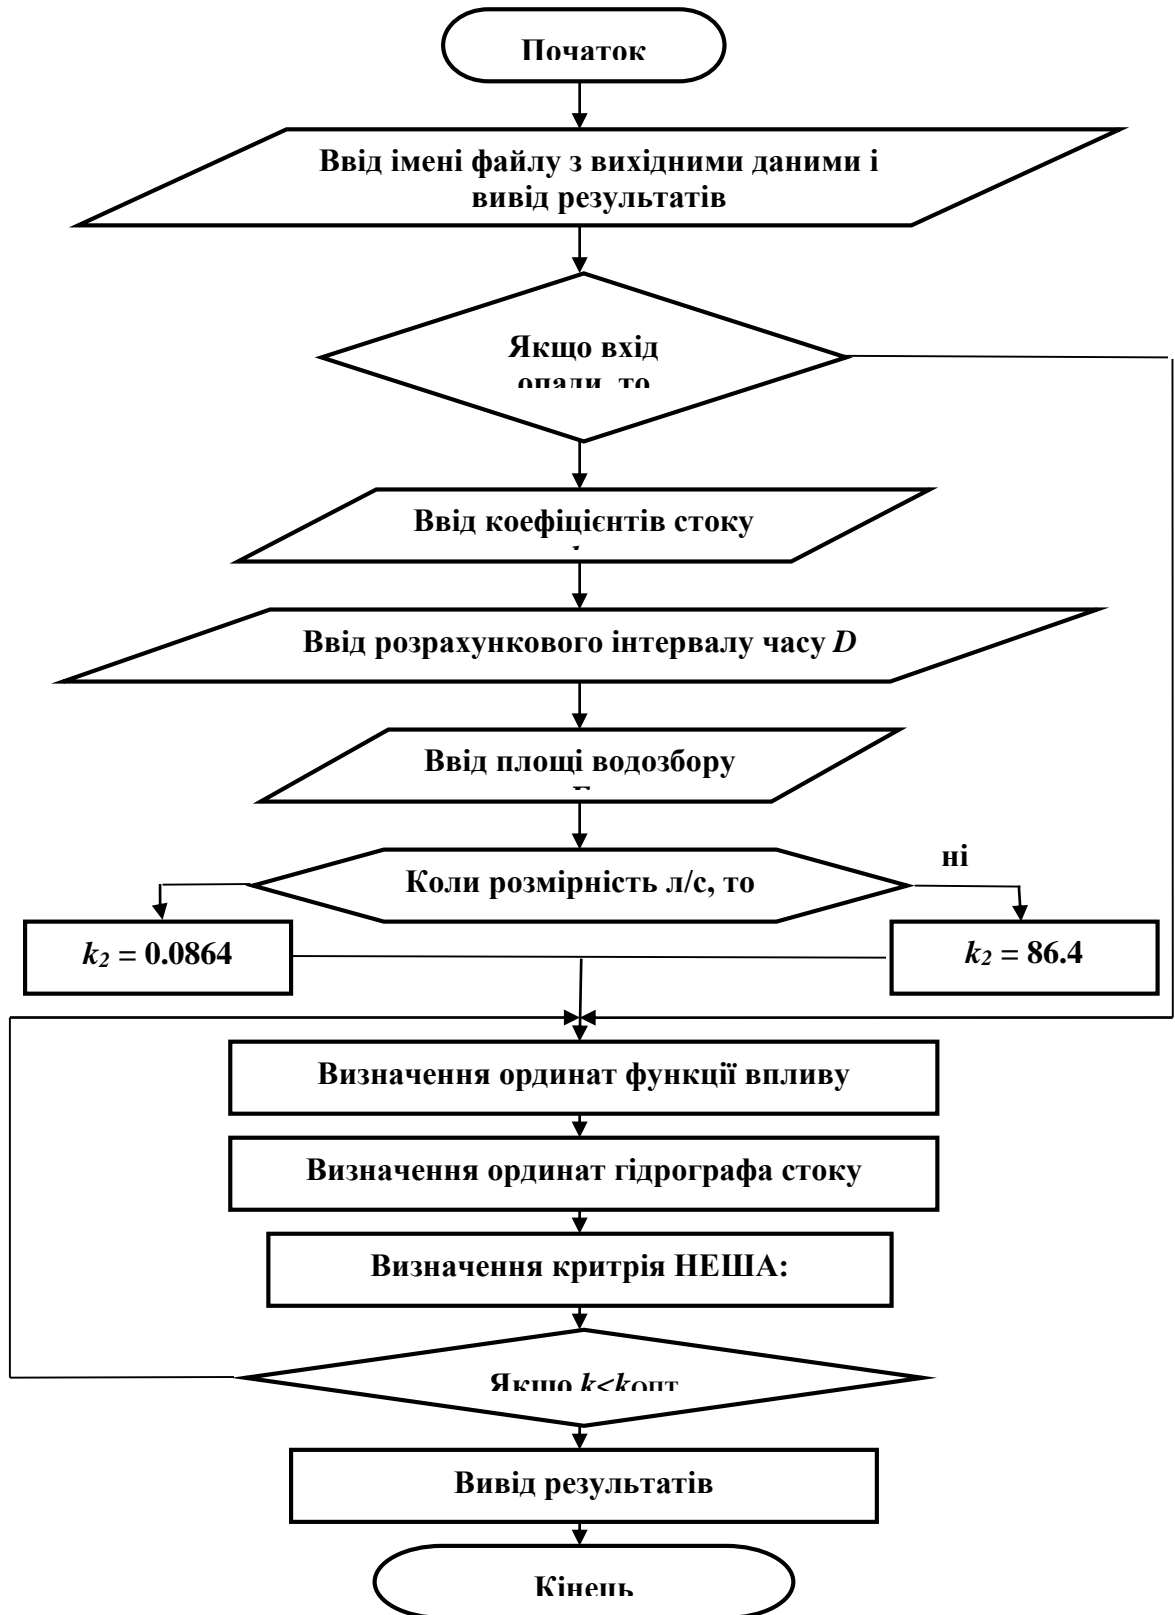 Початок
Ввід імені файлу з вихідними даними і
вивід результатів
Якщо вхід
опади, то
Ввід коефіцієнтів стоку
Ввід розрахункового інтервалу часу D
Ввід площі водозбору
Коли розмірність л/с, то
ні
k₂ = 0.0864
k₂ = 86.4
Визначення ординат функції впливу
Визначення ординат гідрографа стоку
Визначення критрія НЕША:
Якщо k<kОПТ
Вивід результатів
Кінець